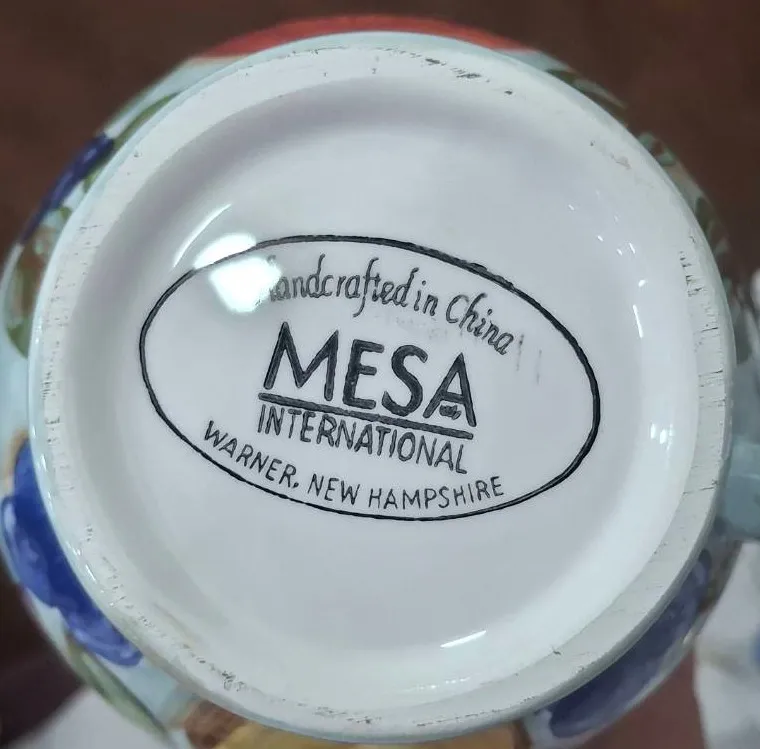 Handcrafted in China
MESA
INTERNATIONAL
WARNER, NEW HAMPSHIRE